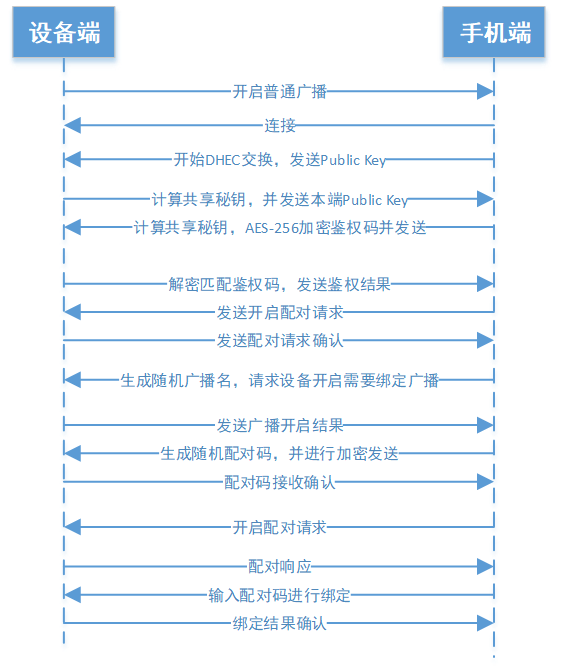 设备端
手机端
开启普通广播
连接
开始DHEC交换，发送Public Key
计算共享秘钥，并发送本端Public Key
计算共享秘钥，AES-256加密鉴权码并发送
解密匹配鉴权码，发送鉴权结果
发送开启配对请求
发送配对请求确认
生成随机广播名，请求设备开启需要绑定广播
发送广播开启结果
生成随机配对码，并进行加密发送
配对码接收确认
开启配对请求
配对响应
输入配对码进行绑定
绑定结果确认